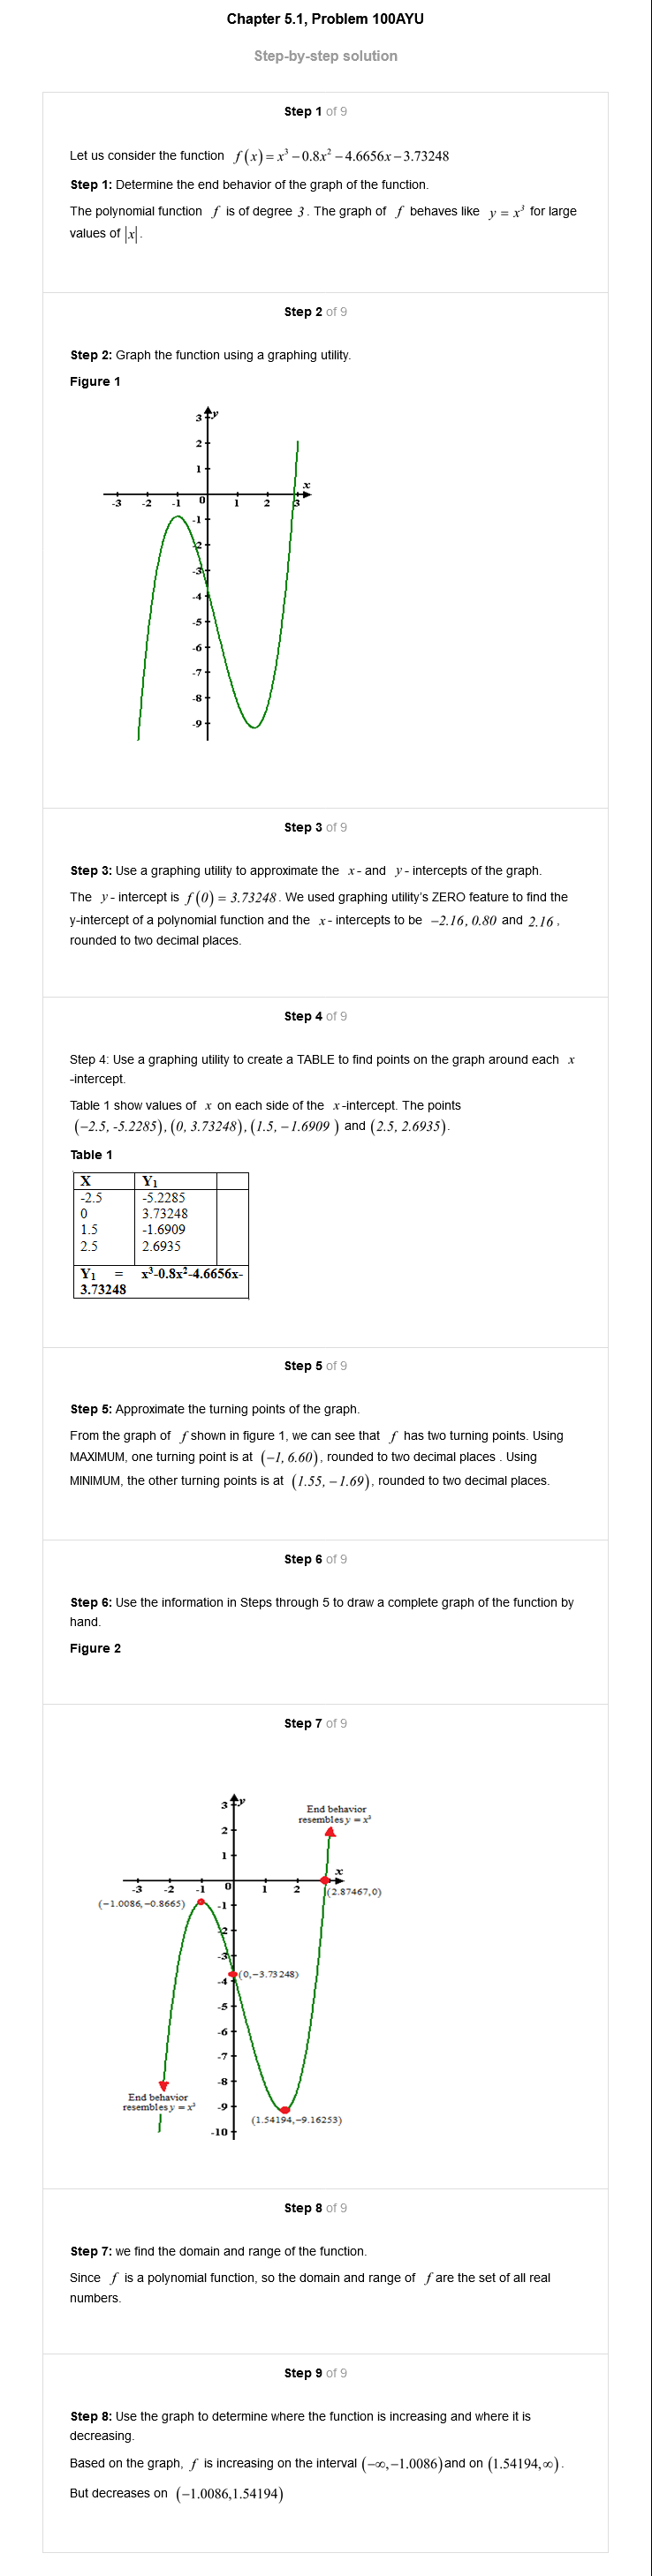 Chapter 5.1, Problem 100AYU
Step-by-step solution
Step 1 of 9
Let us consider the function f(x) = x³ − 0.8x² − 4.6656x − 3.73248
Step 1: Determine the end behavior of the graph of the function.
The polynomial function f is of degree 3. The graph of f behaves like y = x³ for large
values of |x|.
Step 2 of 9
Step 2: Graph the function using a graphing utility.
Figure 1
3 y
2
1
x
-3 -2 -1 0 1 2 3
-1
-2
-3
-4
-5
-6
-7
-8
-9
Step 3 of 9
Step 3: Use a graphing utility to approximate the x- and y- intercepts of the graph.
The y- intercept is f(0) = 3.73248. We used graphing utility's ZERO feature to find the
y-intercept of a polynomial function and the x- intercepts to be −2.16, 0.80 and 2.16,
rounded to two decimal places.
Step 4 of 9
Step 4: Use a graphing utility to create a TABLE to find points on the graph around each x
-intercept.
Table 1 show values of x on each side of the x-intercept. The points
(−2.5, -5.2285), (0, 3.73248), (1.5, −1.6909 ) and (2.5, 2.6935).
Table 1
X Y₁
-2.5 -5.2285
0 3.73248
1.5 -1.6909
2.5 2.6935
Y₁ = x³-0.8x²-4.6656x-
3.73248
Step 5 of 9
Step 5: Approximate the turning points of the graph.
From the graph of f shown in figure 1, we can see that f has two turning points. Using
MAXIMUM, one turning point is at (−1, 6.60), rounded to two decimal places . Using
MINIMUM, the other turning points is at (1.55, −1.69), rounded to two decimal places.
Step 6 of 9
Step 6: Use the information in Steps through 5 to draw a complete graph of the function by
hand.
Figure 2
Step 7 of 9
3 y
End behavior
resembles y = x³
2
1
x
-3 -2 -1 0 1 2
(2.87467,0)
(−1.0086,−0.8665)
-1
-2
-3
(0,−3.73248)
-4
-5
-6
-7
-8
End behavior
resembles y = x³
-9
(1.54194,−9.16253)
-10
Step 8 of 9
Step 7: we find the domain and range of the function.
Since f is a polynomial function, so the domain and range of f are the set of all real
numbers.
Step 9 of 9
Step 8: Use the graph to determine where the function is increasing and where it is
decreasing.
Based on the graph, f is increasing on the interval (−∞,−1.0086) and on (1.54194,∞).
But decreases on (−1.0086,1.54194)